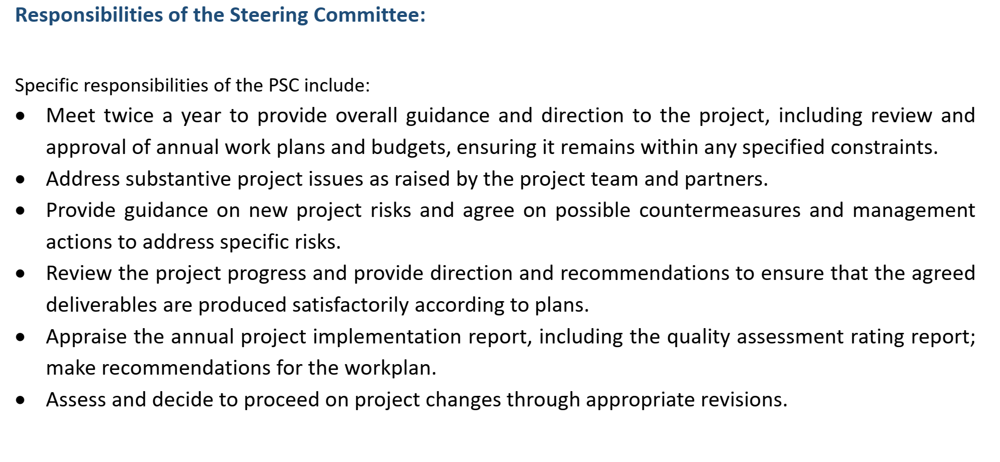 Responsibilities of the Steering Committee:
Specific responsibilities of the PSC include:
• Meet twice a year to provide overall guidance and direction to the project, including review and
approval of annual work plans and budgets, ensuring it remains within any specified constraints.
• Address substantive project issues as raised by the project team and partners.
• Provide guidance on new project risks and agree on possible countermeasures and management
actions to address specific risks.
• Review the project progress and provide direction and recommendations to ensure that the agreed
deliverables are produced satisfactorily according to plans.
• Appraise the annual project implementation report, including the quality assessment rating report;
make recommendations for the workplan.
• Assess and decide to proceed on project changes through appropriate revisions.